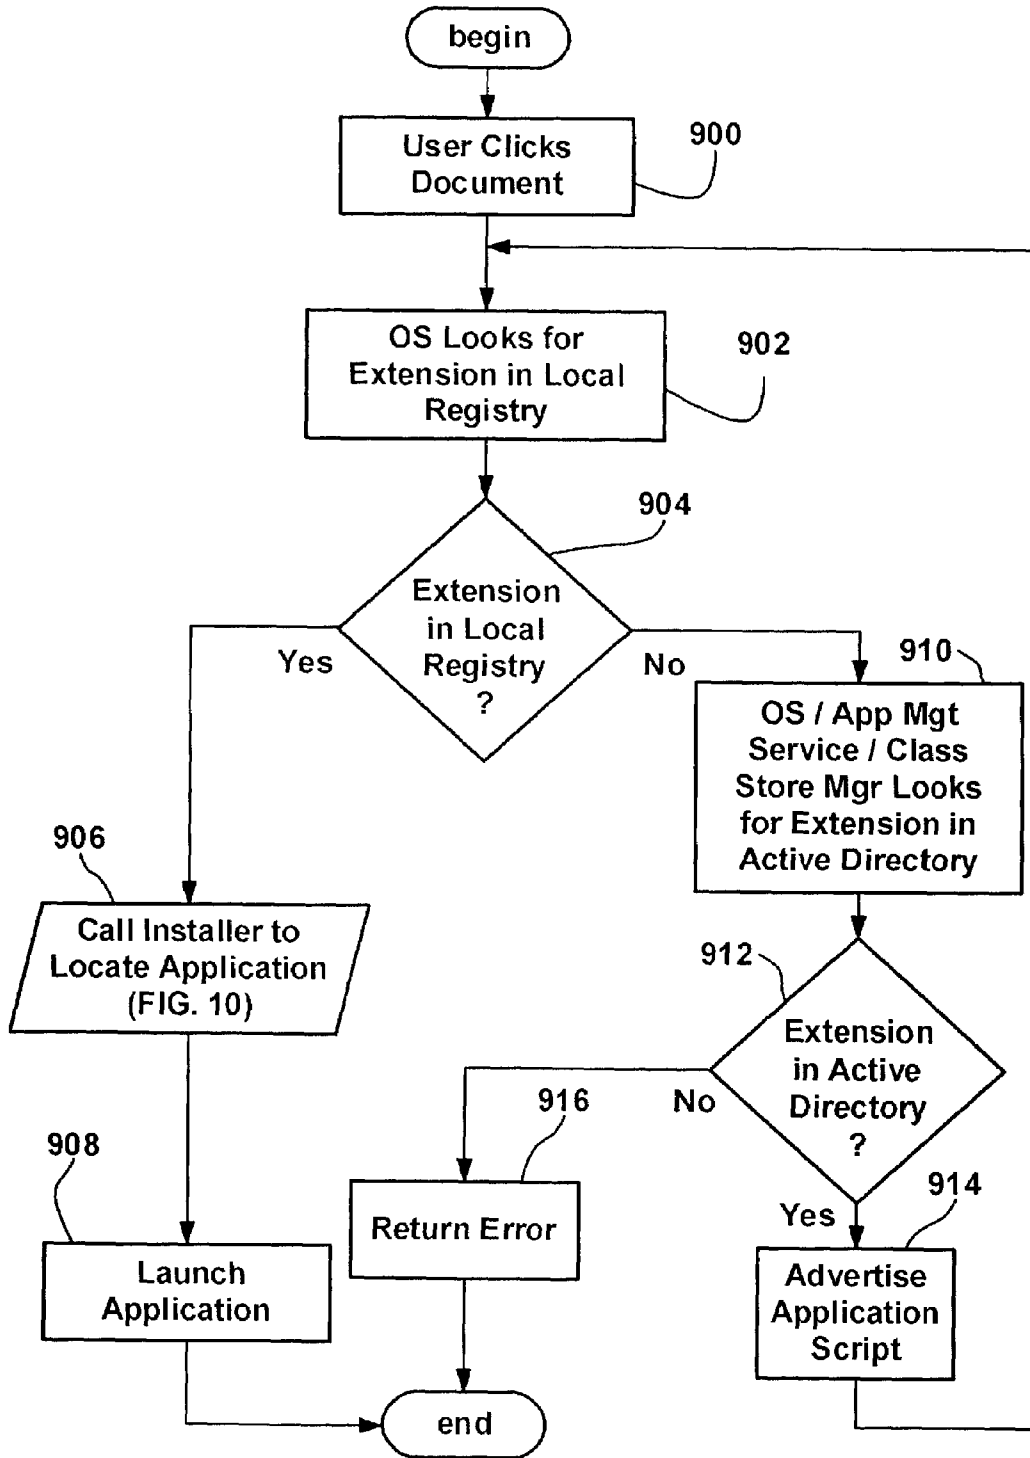 begin
900
User Clicks
Document
902
OS Looks for
Extension in Local
Registry
904
Extension
in Local
Registry
?
Yes
No
910
OS / App Mgt
Service / Class
Store Mgr Looks
for Extension in
Active Directory
906
Call Installer to
Locate Application
(FIG. 10)
912
Extension
in Active
Directory
?
No
Yes
916
Return Error
908
Launch
Application
914
Advertise
Application
Script
end